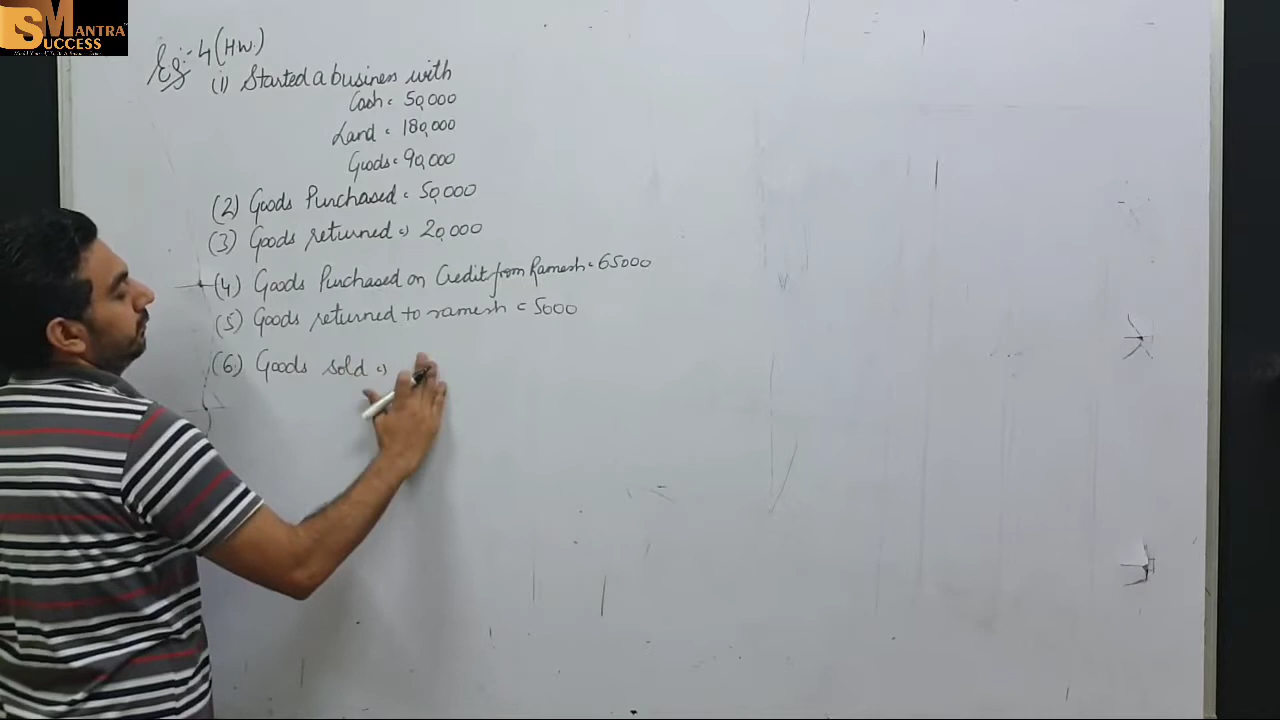 SMANTRA
SUCCESS
Eg:- 4 (H.W.)
(i) Started a business with
Cash = 50,000
Land = 180,000
Goods = 90,000
(2) Goods Purchased = 50,000
(3) Goods returned => 20,000
(4) Goods Purchased on Credit from Ramesh = 65000
(5) Goods returned to ramesh = 5000
(6) Goods sold =>